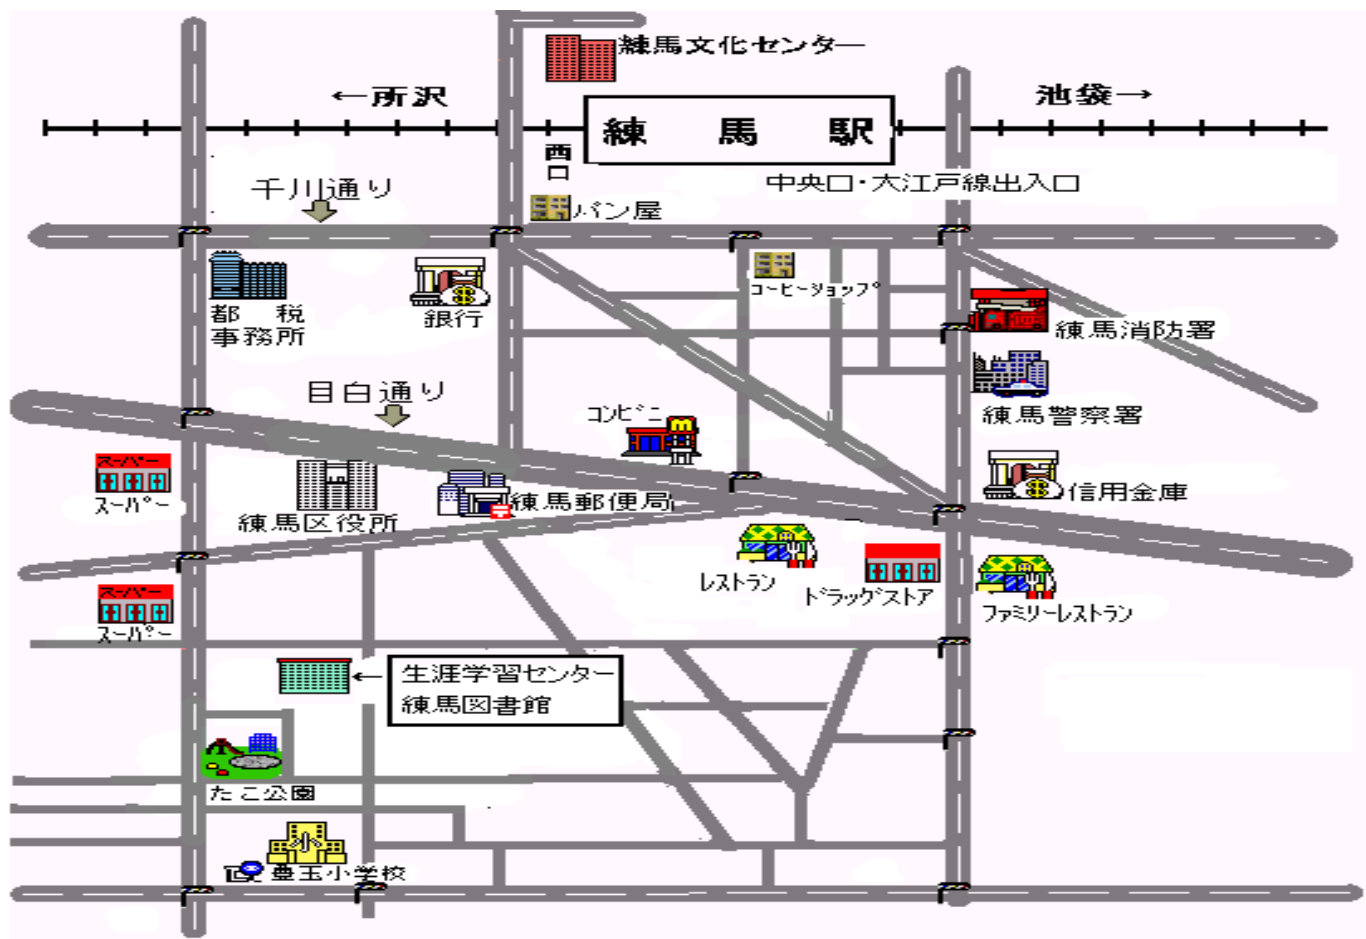 練馬文化センター
←所沢
池袋→
練馬駅
西口
中央口・大江戸線出入口
千川通り
パン屋
コーヒーショップ
都税
事務所
銀行
練馬消防署
目白通り
コンビニ
練馬警察署
スーパー
スーパー
練馬区役所
練馬郵便局
信用金庫
レストラン
ドラッグストア
ファミリーレストラン
スーパー
スーパー
生涯学習センター
練馬図書館
たこ公園
小
豊玉小学校